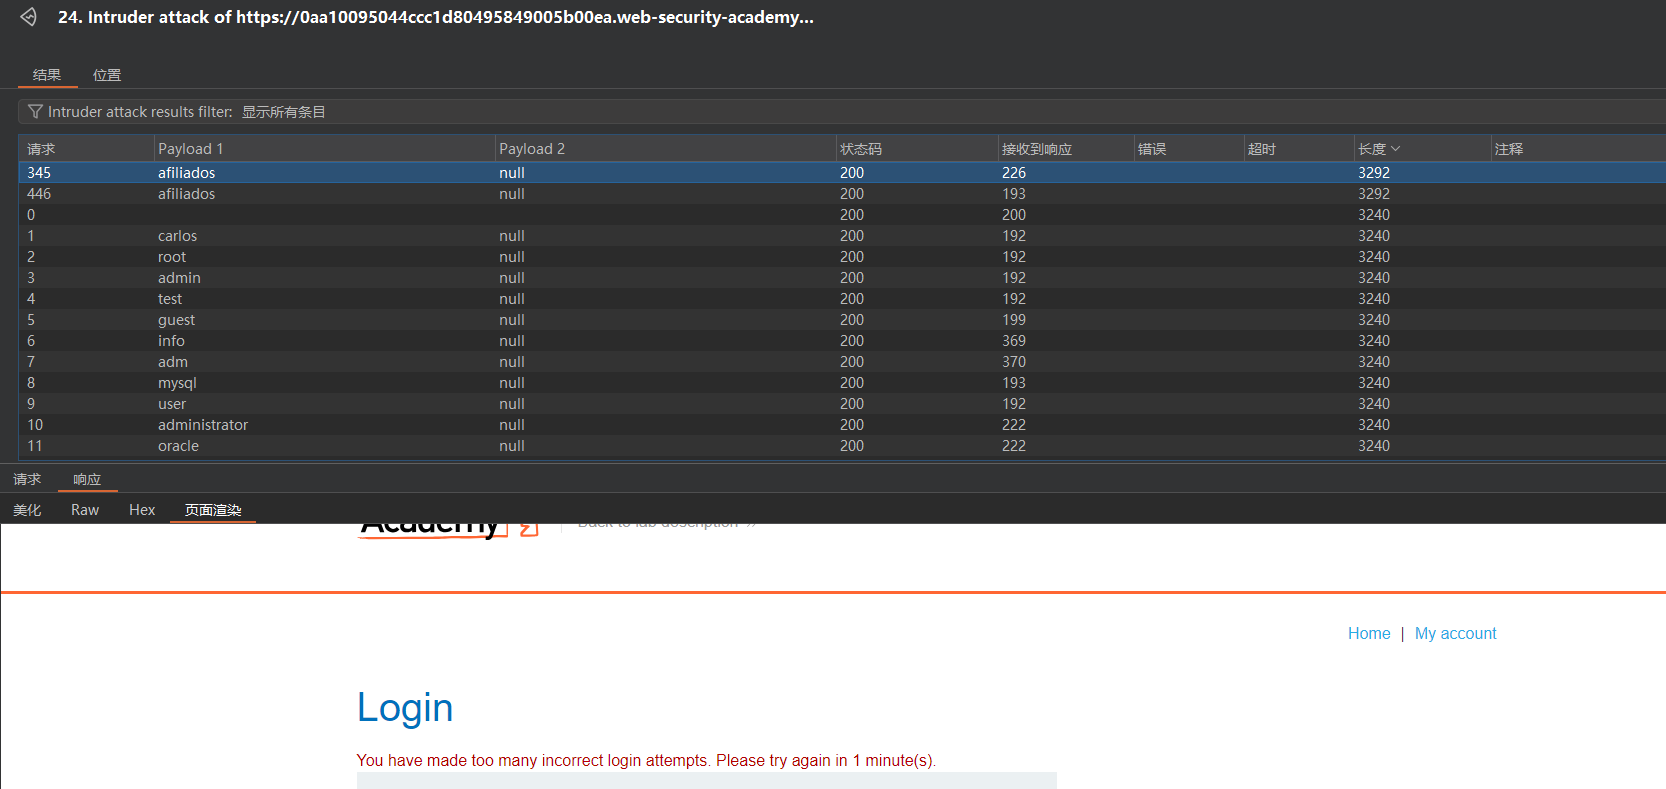 24. Intruder attack of https://0aa10095044ccc1d80495849005b00ea.web-security-academy...
结果 位置
Intruder attack results filter: 显示所有条目
请求 Payload 1 Payload 2 状态码 接收到响应 错误 超时 长度 注释
345 afiliados null 200 226 3292
446 afiliados null 200 193 3292
0 200 200 3240
1 carlos null 200 192 3240
2 root null 200 192 3240
3 admin null 200 192 3240
4 test null 200 192 3240
5 guest null 200 199 3240
6 info null 200 369 3240
7 adm null 200 370 3240
8 mysql null 200 193 3240
9 user null 200 192 3240
10 administrator null 200 222 3240
11 oracle null 200 222 3240
请求 响应
美化 Raw Hex 页面渲染
Academy Back to lab description
Home | My account
Login
You have made too many incorrect login attempts. Please try again in 1 minute(s).